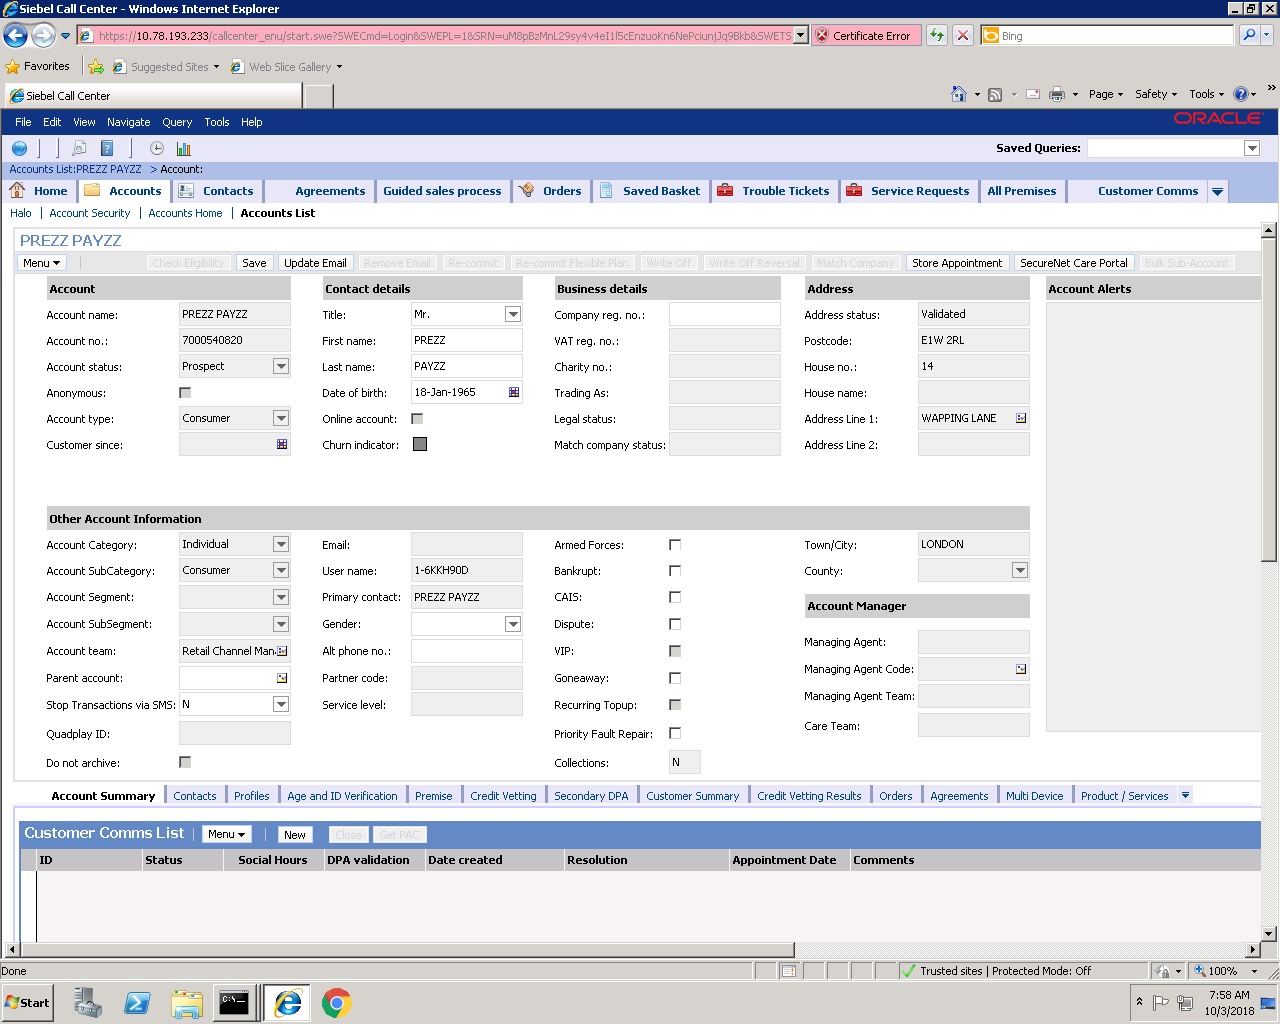 Siebel Call Center - Windows Internet Explorer
https://10.78.193.233/callcenter_enu/start.swe?SWECmd=Login&SWEPL=1&SRN=uM8pBzMnL29sy4v4eI1l5cEnzuoKn6NePciunjJq9Bkb&SWETS Certificate Error Bing
Favorites Suggested Sites Web Slice Gallery
Siebel Call Center Page Safety Tools »
File Edit View Navigate Query Tools Help ORACLE
Saved Queries:
Accounts List:PREZZ PAYZZ > Account:
Home Accounts Contacts Agreements Guided sales process Orders Saved Basket Trouble Tickets Service Requests All Premises Customer Comms
Halo Account Security Accounts Home Accounts List
PREZZ PAYZZ
Menu Check Eligibility Save Update Email Remove Email Re-commit Re-commit Flexible Plan Write Off Write Off Reversal Match Company Store Appointment SecureNet Care Portal Bulk Sub-Account
Account Contact details Business details Address Account Alerts
Account name: PREZZ PAYZZ Title: Mr. Company reg. no.: Address status: Validated
Account no.: 7000540820 First name: PREZZ VAT reg. no.: Postcode: E1W 2RL
Account status: Prospect Last name: PAYZZ Charity no.: House no.: 14
Anonymous: Date of birth: 18-Jan-1965 Trading As: House name:
Account type: Consumer Online account: Legal status: Address Line 1: WAPPING LANE
Customer since: Churn indicator: Match company status: Address Line 2:
Other Account Information
Account Category: Individual Email: Armed Forces: Town/City: LONDON
Account SubCategory: Consumer User name: 1-6KKH90D Bankrupt: County:
Account Segment: Primary contact: PREZZ PAYZZ CAIS: Account Manager
Account SubSegment: Gender: Dispute:
Account team: Retail Channel Man Alt phone no.: VIP: Managing Agent:
Parent account: Partner code: Goneaway: Managing Agent Code:
Stop Transactions via SMS: N Service level: Recurring Topup: Managing Agent Team:
Quadplay ID: Priority Fault Repair: Care Team:
Do not archive: Collections: N
Account Summary Contacts Profiles Age and ID Verification Premise Credit Vetting Secondary DPA Customer Summary Credit Vetting Results Orders Agreements Multi Device Product / Services
Customer Comms List Menu New Close Get PAC
ID Status Social Hours DPA validation Date created Resolution Appointment Date Comments
Done Trusted sites | Protected Mode: Off 100%
Start C:\. 7:58 AM
10/3/2018